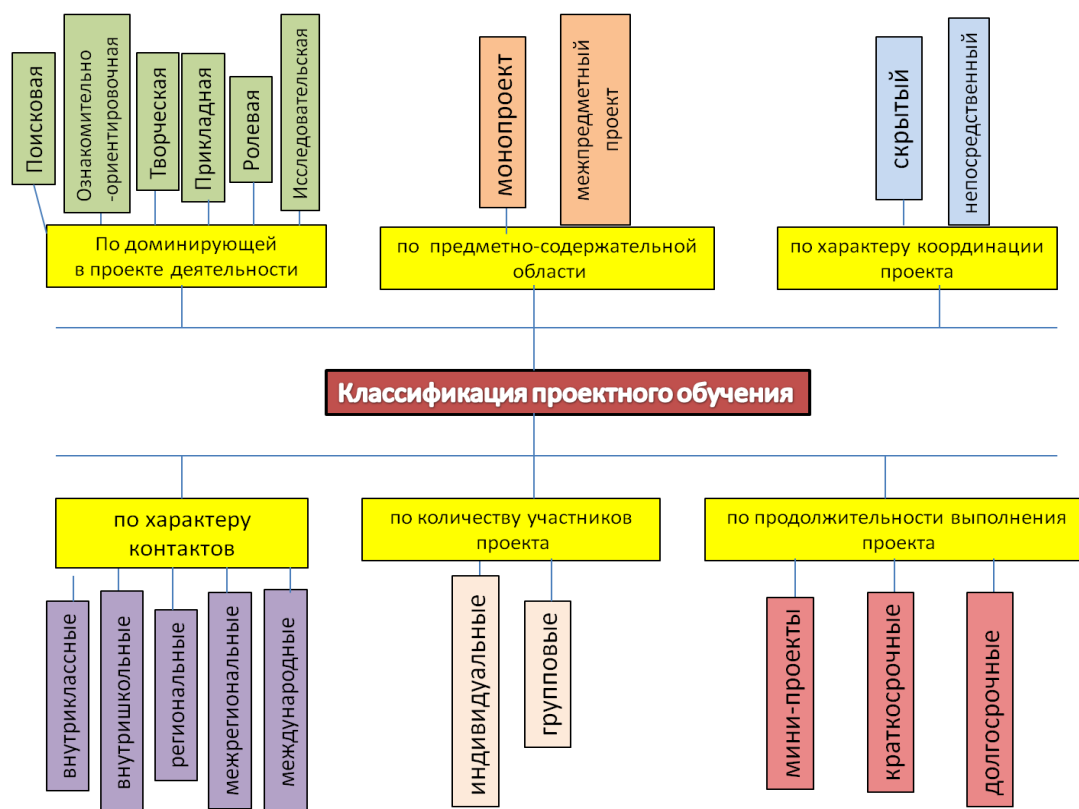 Поисковая
Ознакомительно
-ориентировочная
Творческая
Прикладная
Ролевая
Исследовательская
По доминирующей
в проекте деятельности
монопроект
межпредметный
проект
по предметно-содержательной
области
скрытый
непосредственный
по характеру координации
проекта
Классификация проектного обучения
по характеру
контактов
внутриклассные
внутришкольные
региональные
межрегиональные
международные
по количеству участников
проекта
индивидуальные
групповые
по продолжительности выполнения
проекта
мини-проекты
краткосрочные
долгосрочные